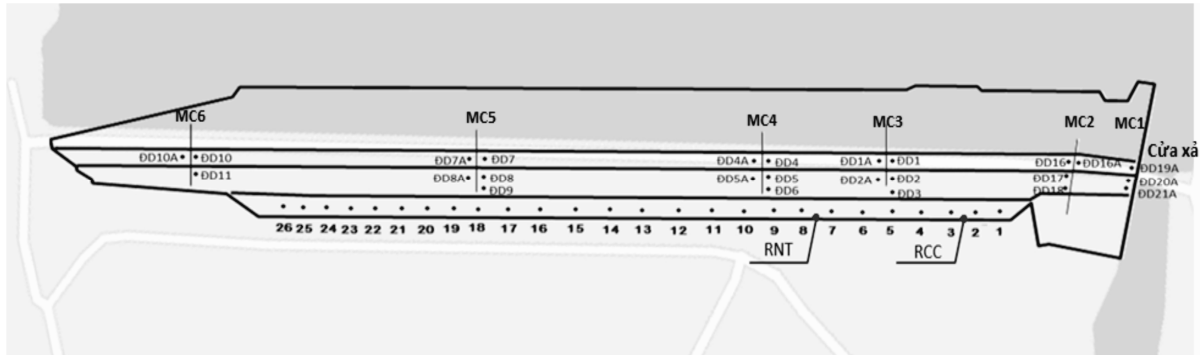 MC6
MC5
MC4
MC3
MC2
MC1
Cửa xả
ĐD10A ĐD10
ĐD7A ĐD7
ĐD4A ĐD4
ĐD1A ĐD1
ĐD16 ĐD16A
ĐD19A
ĐD11
ĐD8A ĐD8
ĐD5A ĐD5
ĐD2A ĐD2
ĐD17
ĐD20A
ĐD9
ĐD6
ĐD3
ĐD18
ĐD21A
26 25 24 23 22 21 20 19 18 17 16 15 14 13 12 11 10 9 8 7 6 5 4 3 2 1
RNT
RCC